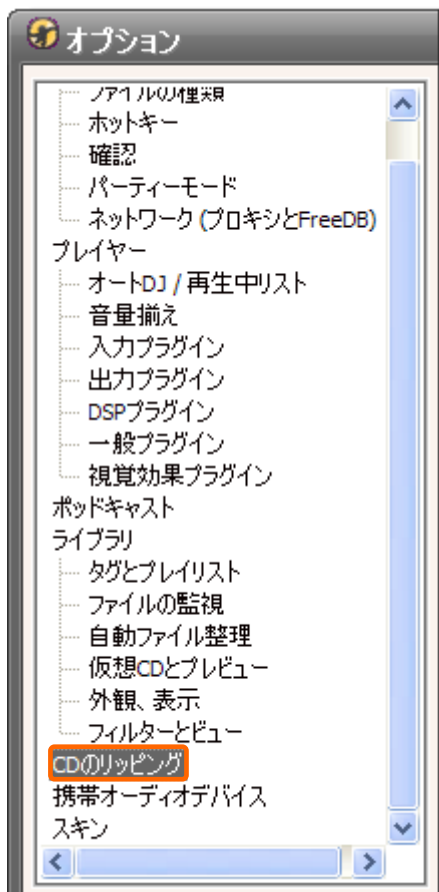 オプション
ファイルの種類
ホットキー
確認
パーティーモード
ネットワーク (プロキシとFreeDB)
プレイヤー
オートDJ / 再生中リスト
音量揃え
入力プラグイン
出力プラグイン
DSPプラグイン
一般プラグイン
視覚効果プラグイン
ポッドキャスト
ライブラリ
タグとプレイリスト
ファイルの監視
自動ファイル整理
仮想CDとプレビュー
外観、表示
フィルターとビュー
CDのリッピング
携帯オーディオデバイス
スキン